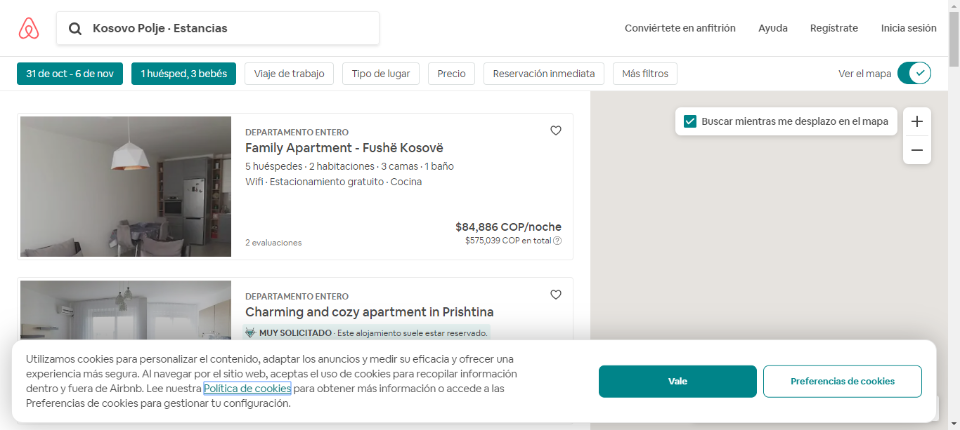 Kosovo Polje · Estancias
Conviértete en anfitrión
Ayuda
Regístrate
Inicia sesión
31 de oct - 6 de nov
1 huésped, 3 bebés
Viaje de trabajo
Tipo de lugar
Precio
Reservación inmediata
Más filtros
Ver el mapa
Buscar mientras me desplazo en el mapa
DEPARTAMENTO ENTERO
Family Apartment - Fushë Kosovë
5 huéspedes · 2 habitaciones · 3 camas · 1 baño
Wifi · Estacionamiento gratuito · Cocina
$84,886 COP/noche
2 evaluaciones
$575,039 COP en total
DEPARTAMENTO ENTERO
Charming and cozy apartment in Prishtina
MUY SOLICITADO · Este alojamiento suele estar reservado.
Utilizamos cookies para personalizar el contenido, adaptar los anuncios y medir su eficacia y ofrecer una
experiencia más segura. Al navegar por el sitio web, aceptas el uso de cookies para recopilar información
dentro y fuera de Airbnb. Lee nuestra Política de cookies para obtener más información o accede a las
Preferencias de cookies para gestionar tu configuración.
Vale
Preferencias de cookies